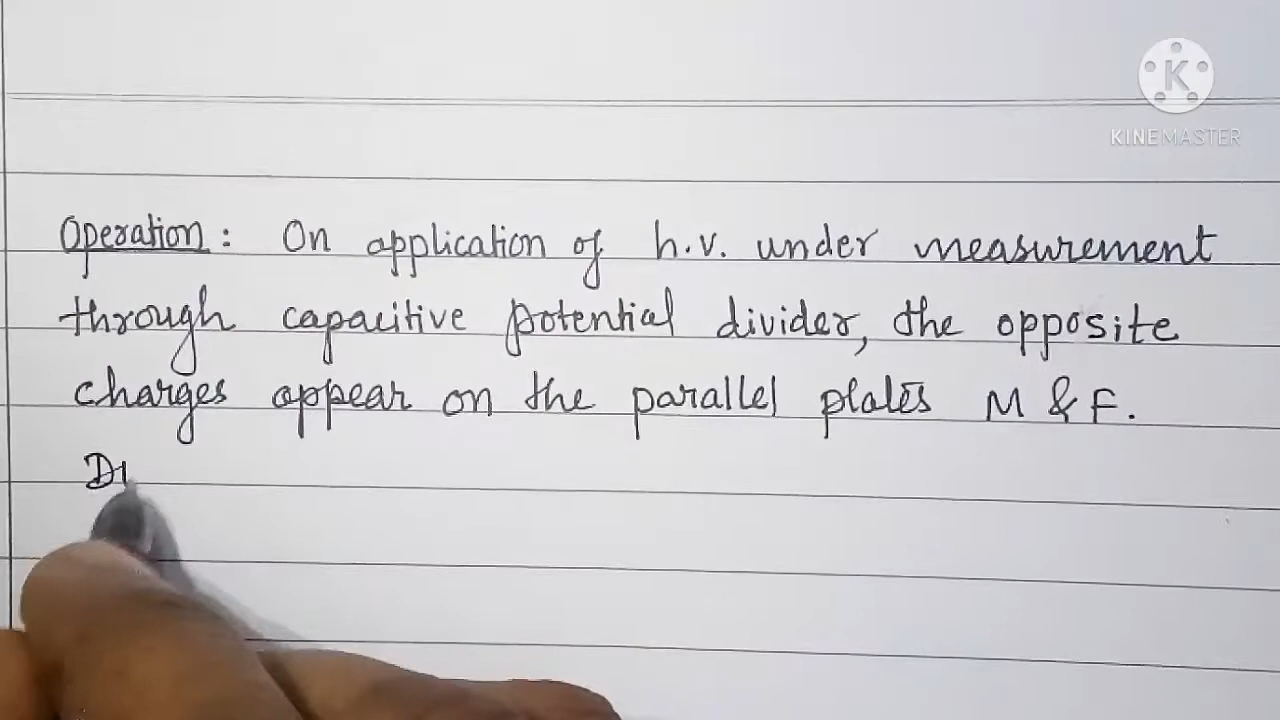 K
KINEMASTER
Operation: On application of h.v. under measurement
through capacitive potential divider, the opposite
charges appear on the parallel plates M & F.